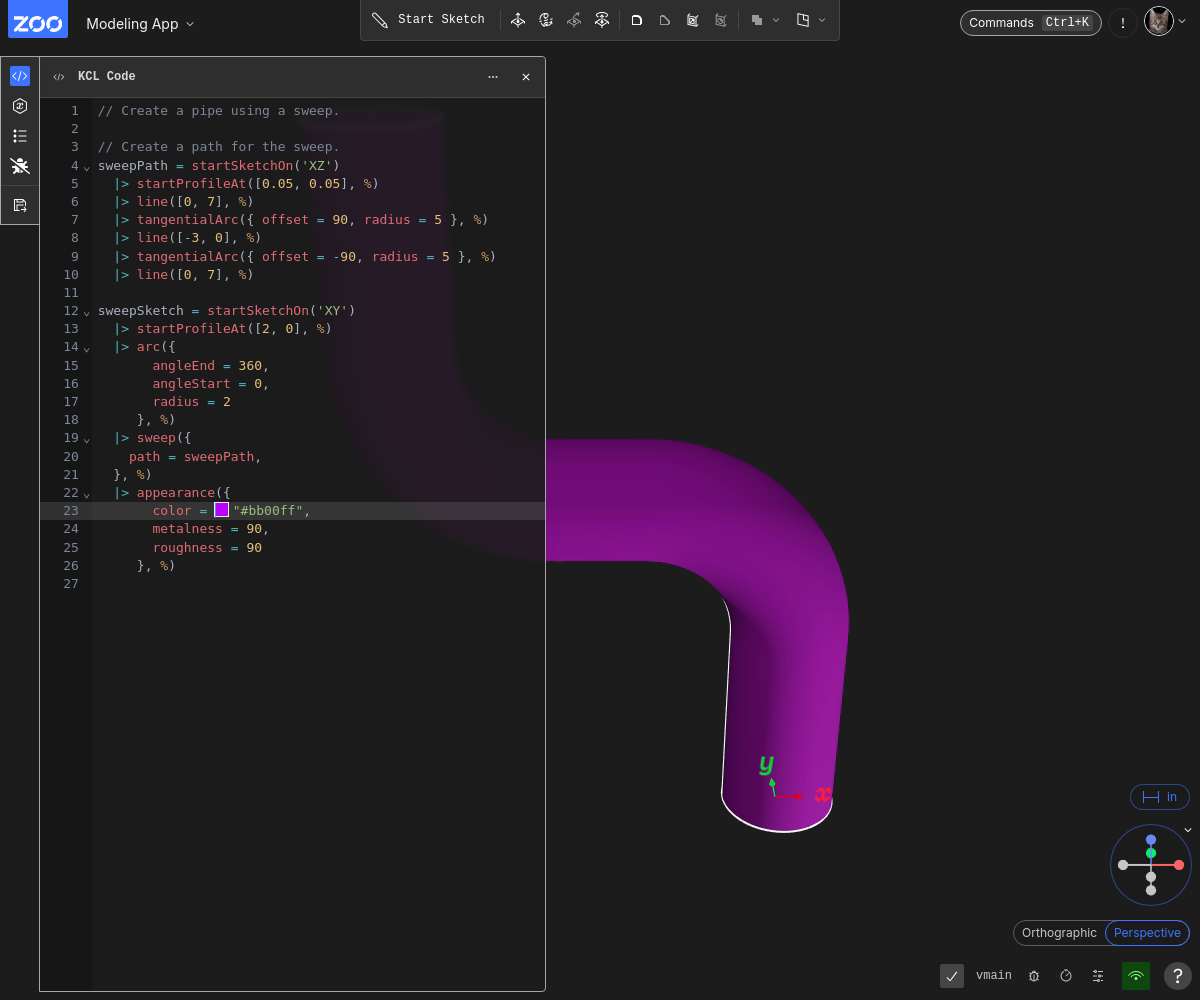 ZOO
Modeling App
Start Sketch
Commands Ctrl+K
!
KCL Code
1 // Create a pipe using a sweep.
2
3 // Create a path for the sweep.
4 sweepPath = startSketchOn('XZ')
5   |> startProfileAt([0.05, 0.05], %)
6   |> line([0, 7], %)
7   |> tangentialArc({ offset = 90, radius = 5 }, %)
8   |> line([-3, 0], %)
9   |> tangentialArc({ offset = -90, radius = 5 }, %)
10   |> line([0, 7], %)
11
12 sweepSketch = startSketchOn('XY')
13   |> startProfileAt([2, 0], %)
14   |> arc({
15        angleEnd = 360,
16        angleStart = 0,
17        radius = 2
18      }, %)
19   |> sweep({
20     path = sweepPath,
21   }, %)
22   |> appearance({
23        color = "#bb00ff",
24        metalness = 90,
25        roughness = 90
26      }, %)
27
y
x
in
Orthographic Perspective
vmain
?